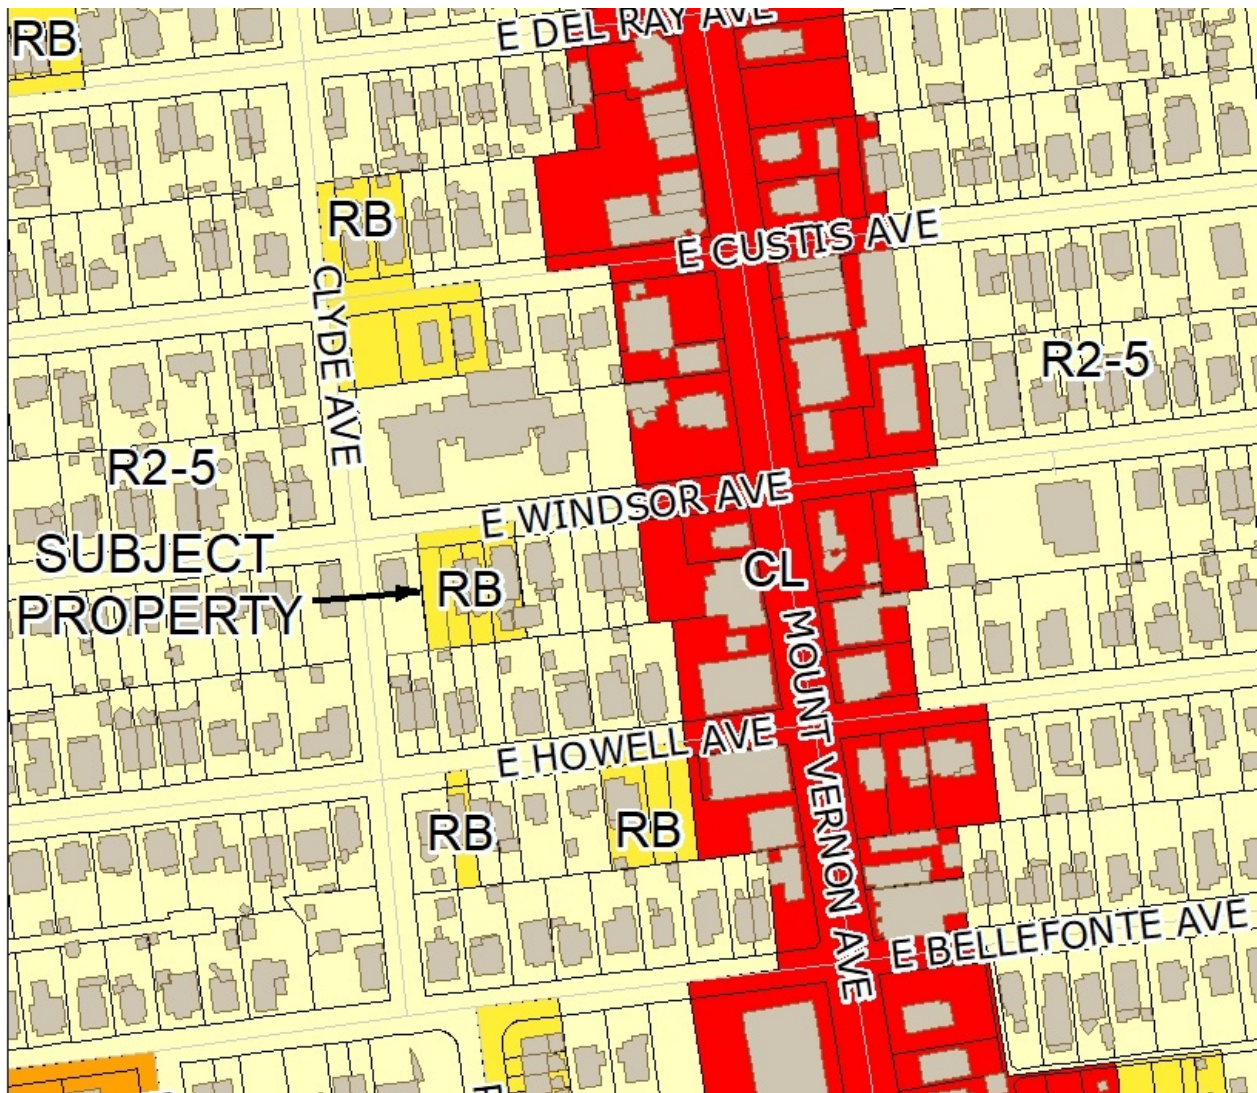 E DEL RAY AVE
RB
RB
E CUSTIS AVE
CLYDE AVE
R2-5
R2-5
E WINDSOR AVE
SUBJECT
PROPERTY
RB
CL
MOUNT VERNON AVE
E HOWELL AVE
RB
RB
E BELLEFONTE AVE